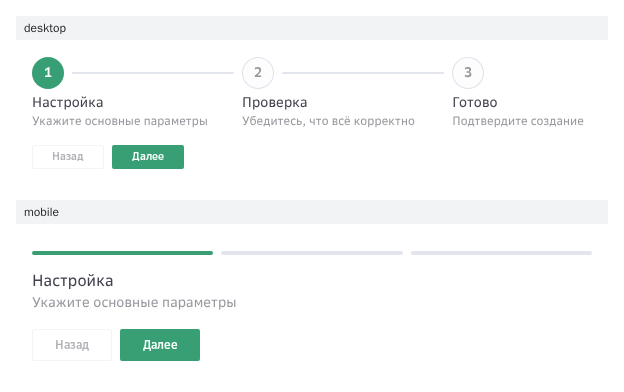 desktop
1 2 3
Настройка Проверка Готово
Укажите основные параметры Убедитесь, что всё корректно Подтвердите создание
Назад Далее
mobile
Настройка
Укажите основные параметры
Назад Далее